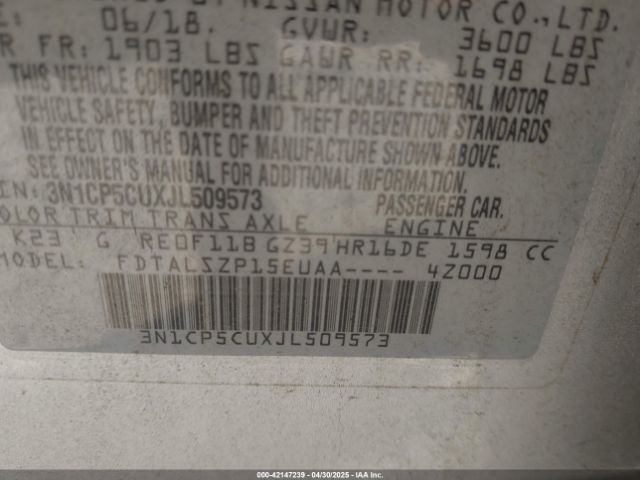 NISSAN MOTOR CO., LTD.
06/18. GVWR: 3600 LBS
FR: 1903 LBS GAWR RR: 1698 LBS
THIS VEHICLE CONFORMS TO ALL APPLICABLE FEDERAL MOTOR
VEHICLE SAFETY, BUMPER AND THEFT PREVENTION STANDARDS
IN EFFECT ON THE DATE OF MANUFACTURE SHOWN ABOVE.
SEE OWNER'S MANUAL FOR ADDITIONAL INFORMATION.
IN: 3N1CP5CUXJL509573 PASSENGER CAR.
OLOR TRIM TRANS AXLE ENGINE
K23 G RE0F11B GZ39 HR16DE 1598 CC
FDTALSZP15EUAA---- 4Z000
3N1CP5CUXJL509573
000-42147239 - 04/30/2025 - IAA Corp.